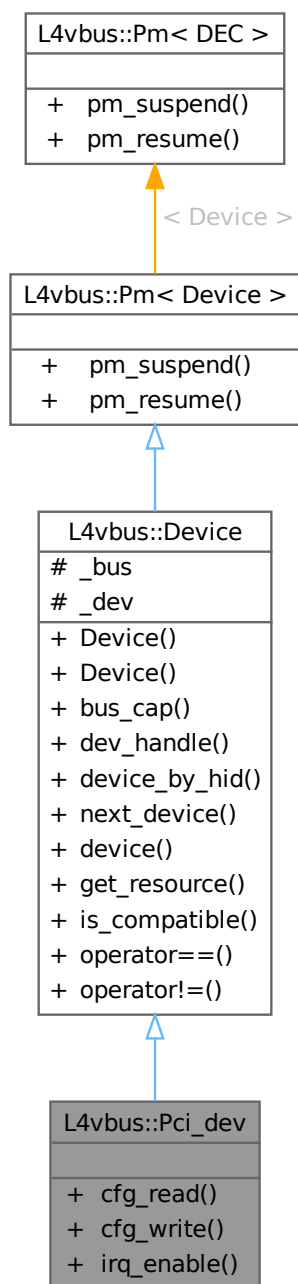 L4vbus::Pm< DEC >
+ pm_suspend()
+ pm_resume()
< Device >
L4vbus::Pm< Device >
+ pm_suspend()
+ pm_resume()
L4vbus::Device
# _bus
# _dev
+ Device()
+ Device()
+ bus_cap()
+ dev_handle()
+ device_by_hid()
+ next_device()
+ device()
+ get_resource()
+ is_compatible()
+ operator==()
+ operator!=()
L4vbus::Pci_dev
+ cfg_read()
+ cfg_write()
+ irq_enable()